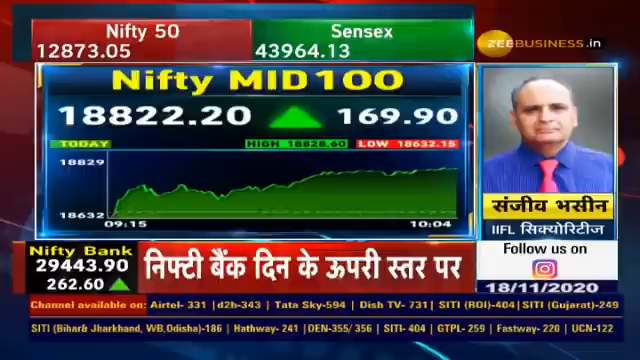 Nifty 50
12873.05
Sensex
43964.13
ZEEBUSINESS.in
Nifty MID100
18822.20 169.90
TODAY HIGH 18828.60 LOW 18632.15
18829
18632
09:15 10:04
संजीव भसीन
IIFL सिक्योरिटीज
Nifty Bank
29443.90
262.60
निफ्टी बैंक दिन के ऊपरी स्तर पर
Follow us on
18/11/2020
Channel available on: Airtel- 331 |d2h-343 | Tata Sky-594 | Dish TV- 731| SITI (ROI)-404| SITI (Gujarat)-249
SITI (Bihar& Jharkhand, WB,Odisha)-186 | Hathway- 241 |DEN-355/ 356 | SITI- 404 | GTPL- 259 | Fastway- 220 | UCN-122